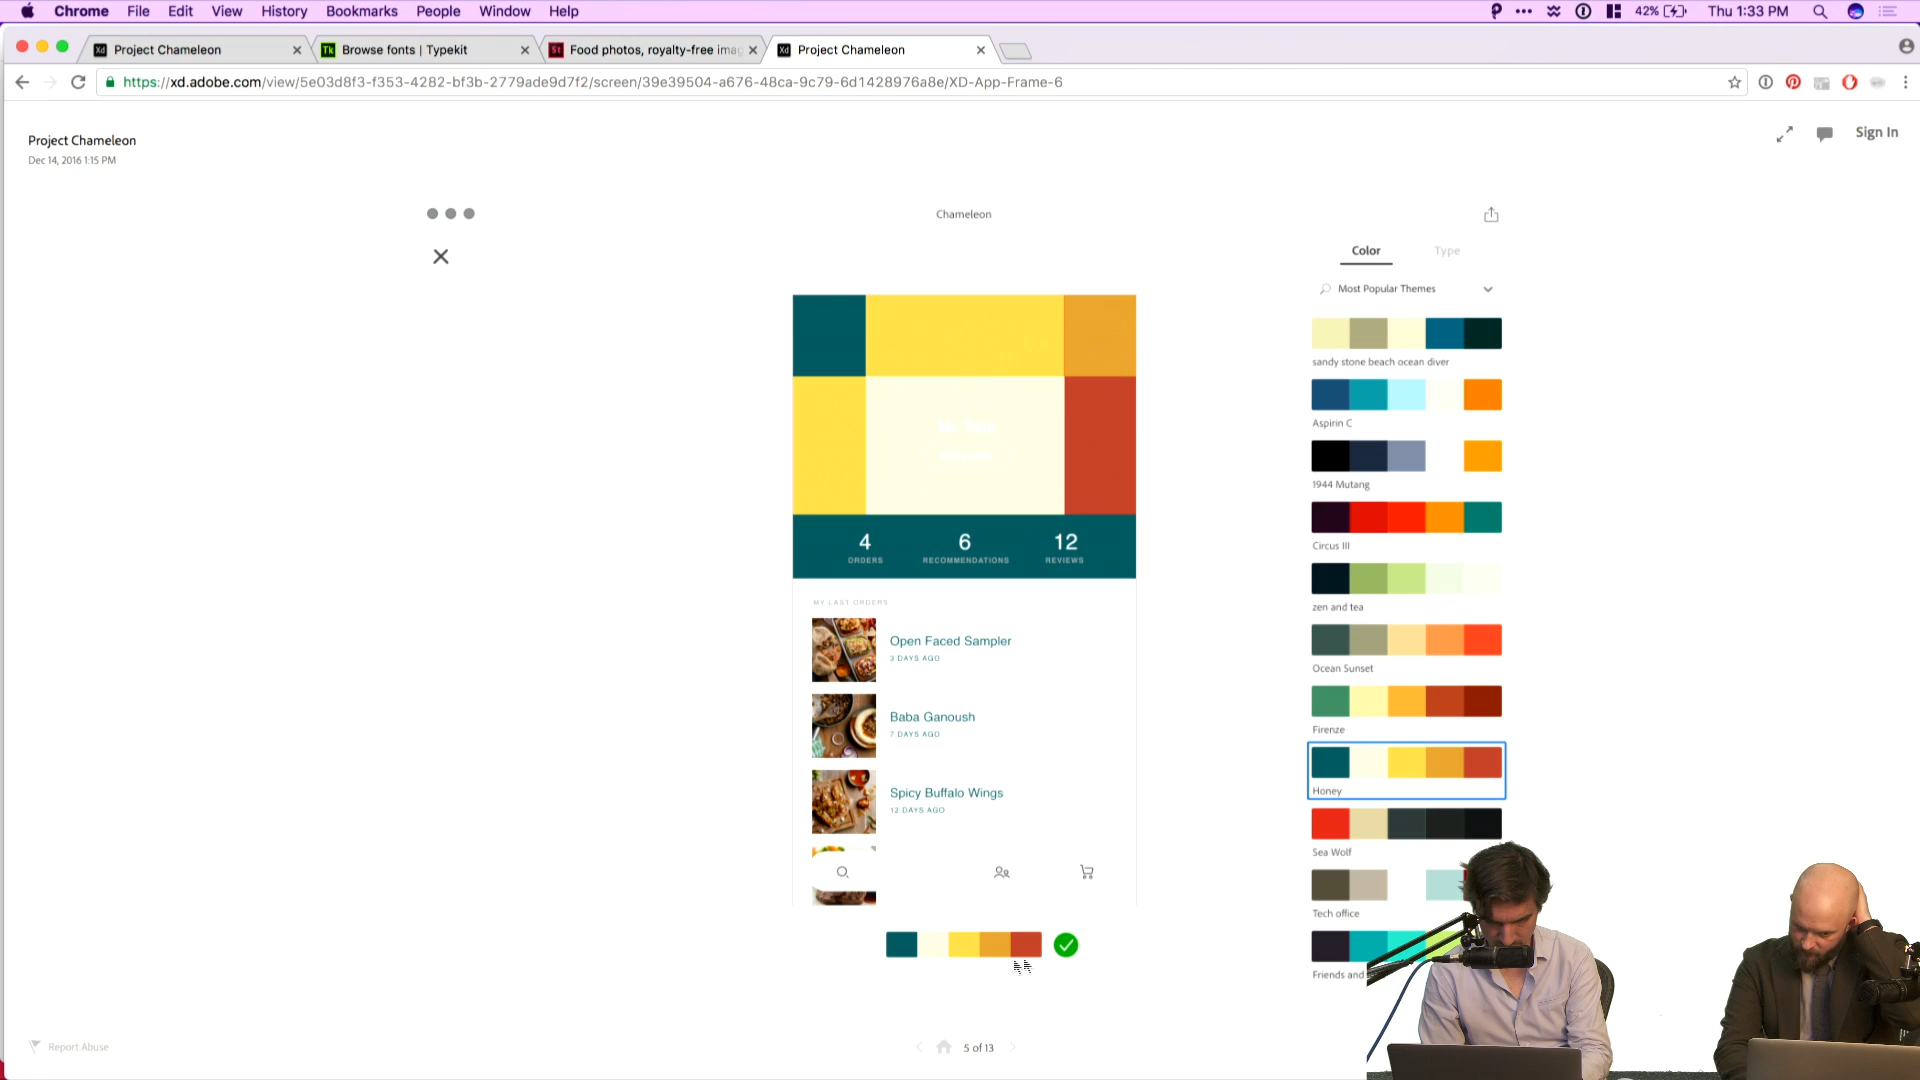 Chrome File Edit View History Bookmarks People Window Help
42% Thu 1:33 PM
Project Chameleon
Browse fonts | Typekit
Food photos, royalty-free imag
Project Chameleon
https://xd.adobe.com/view/5e03d8f3-f353-4282-bf3b-2779ade9d7f2/screen/39e39504-a676-48ca-9c79-6d1428976a8e/XD-App-Frame-6
Project Chameleon
Dec 14, 2016 1:15 PM
Sign In
Chameleon
Color Type
Most Popular Themes
sandy stone beach ocean diver
Aspirin C
1944 Mutang
Circus III
zen and tea
Ocean Sunset
Firenze
Honey
Sea Wolf
Tech office
Friends and
4 6 12
ORDERS RECOMMENDATIONS REVIEWS
MY LAST ORDERS
Open Faced Sampler
3 DAYS AGO
Baba Ganoush
7 DAYS AGO
Spicy Buffalo Wings
12 DAYS AGO
Report Abuse
5 of 13